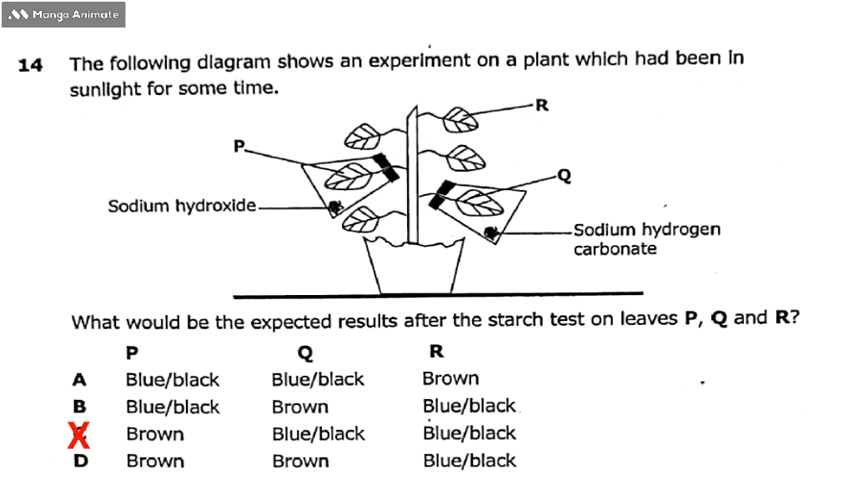 Manga Animate
14 The following diagram shows an experiment on a plant which had been in
sunlight for some time.
R
P
Q
Sodium hydroxide
Sodium hydrogen
carbonate
What would be the expected results after the starch test on leaves P, Q and R?
P Q R
A Blue/black Blue/black Brown
B Blue/black Brown Blue/black
Brown Blue/black Blue/black
D Brown Brown Blue/black